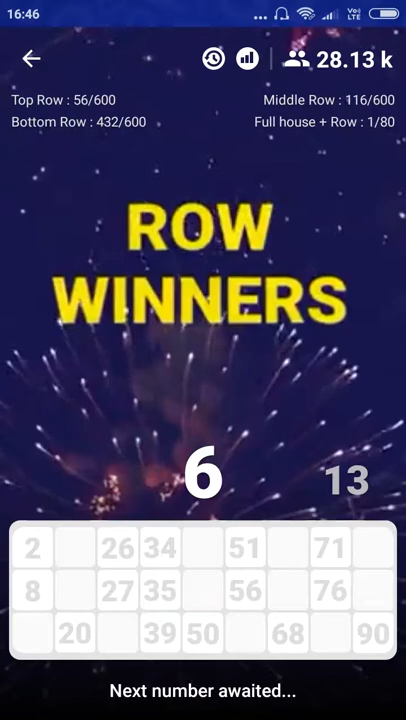 16:46 ... Vo) LTE
28.13 k
Top Row : 56/600 Middle Row : 116/600
Bottom Row : 432/600 Full house + Row : 1/80
ROW
WINNERS
6 13
2 26 34 51 71
8 27 35 56 76
20 39 50 68 90
Next number awaited...